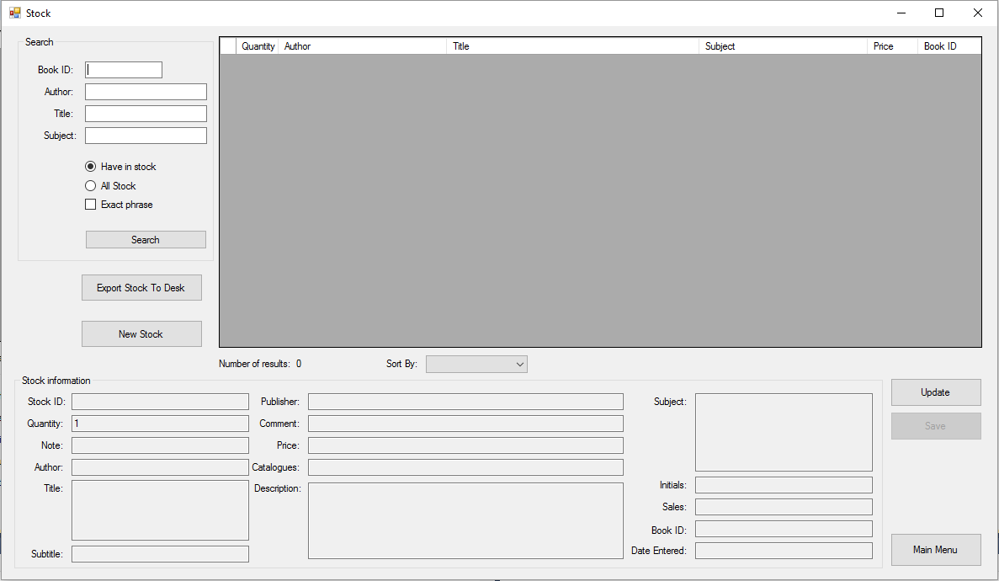 Stock
Search
Book ID:
Author:
Title:
Subject:
Have in stock
All Stock
Exact phrase
Search
Export Stock To Desk
New Stock
Quantity Author Title Subject Price Book ID
Number of results: 0 Sort By:
Stock information
Stock ID:
Quantity: 1
Note:
Author:
Title:
Subtitle:
Publisher:
Comment:
Price:
Catalogues:
Description:
Subject:
Initials:
Sales:
Book ID:
Date Entered:
Update
Save
Main Menu